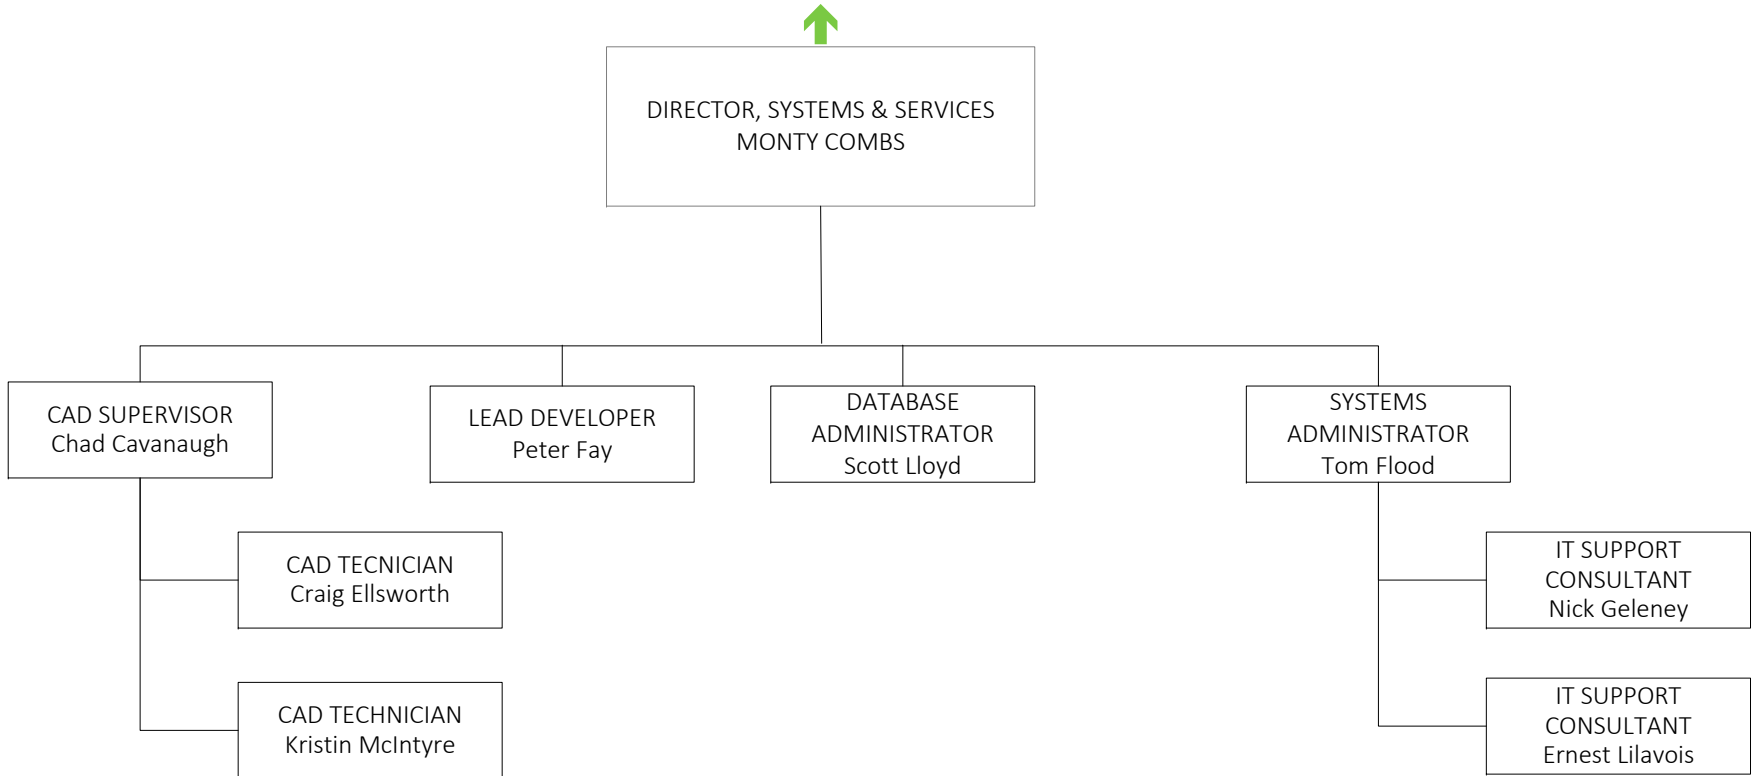 DIRECTOR, SYSTEMS & SERVICES
MONTY COMBS
CAD SUPERVISOR
Chad Cavanaugh
LEAD DEVELOPER
Peter Fay
DATABASE
ADMINISTRATOR
Scott Lloyd
SYSTEMS
ADMINISTRATOR
Tom Flood
CAD TECNICIAN
Craig Ellsworth
IT SUPPORT
CONSULTANT
Nick Geleney
CAD TECHNICIAN
Kristin McIntyre
IT SUPPORT
CONSULTANT
Ernest Lilavois